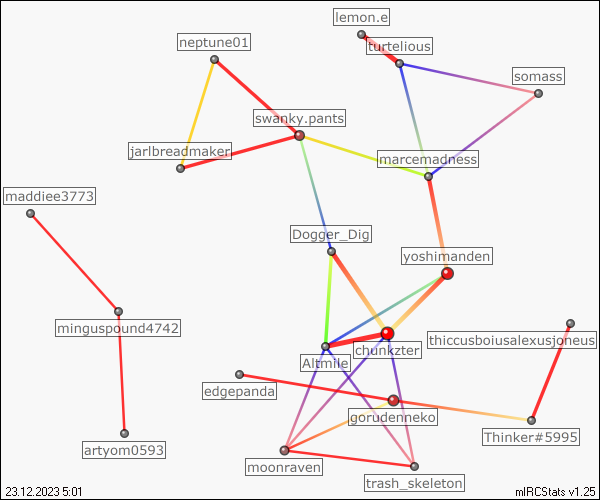 lemon.e
neptune01
turtelious
somass
swanky.pants
jarlbreadmaker
marcemadness
maddiee3773
Dogger_Dig
yoshimanden
minguspound4742
thiccusboiusalexusjoneus
chunkzter
Altmile
edgepanda
gorudenneko
Thinker#5995
artyom0593
moonraven
trash_skeleton
23.12.2023 5:01
mIRCStats v1.25